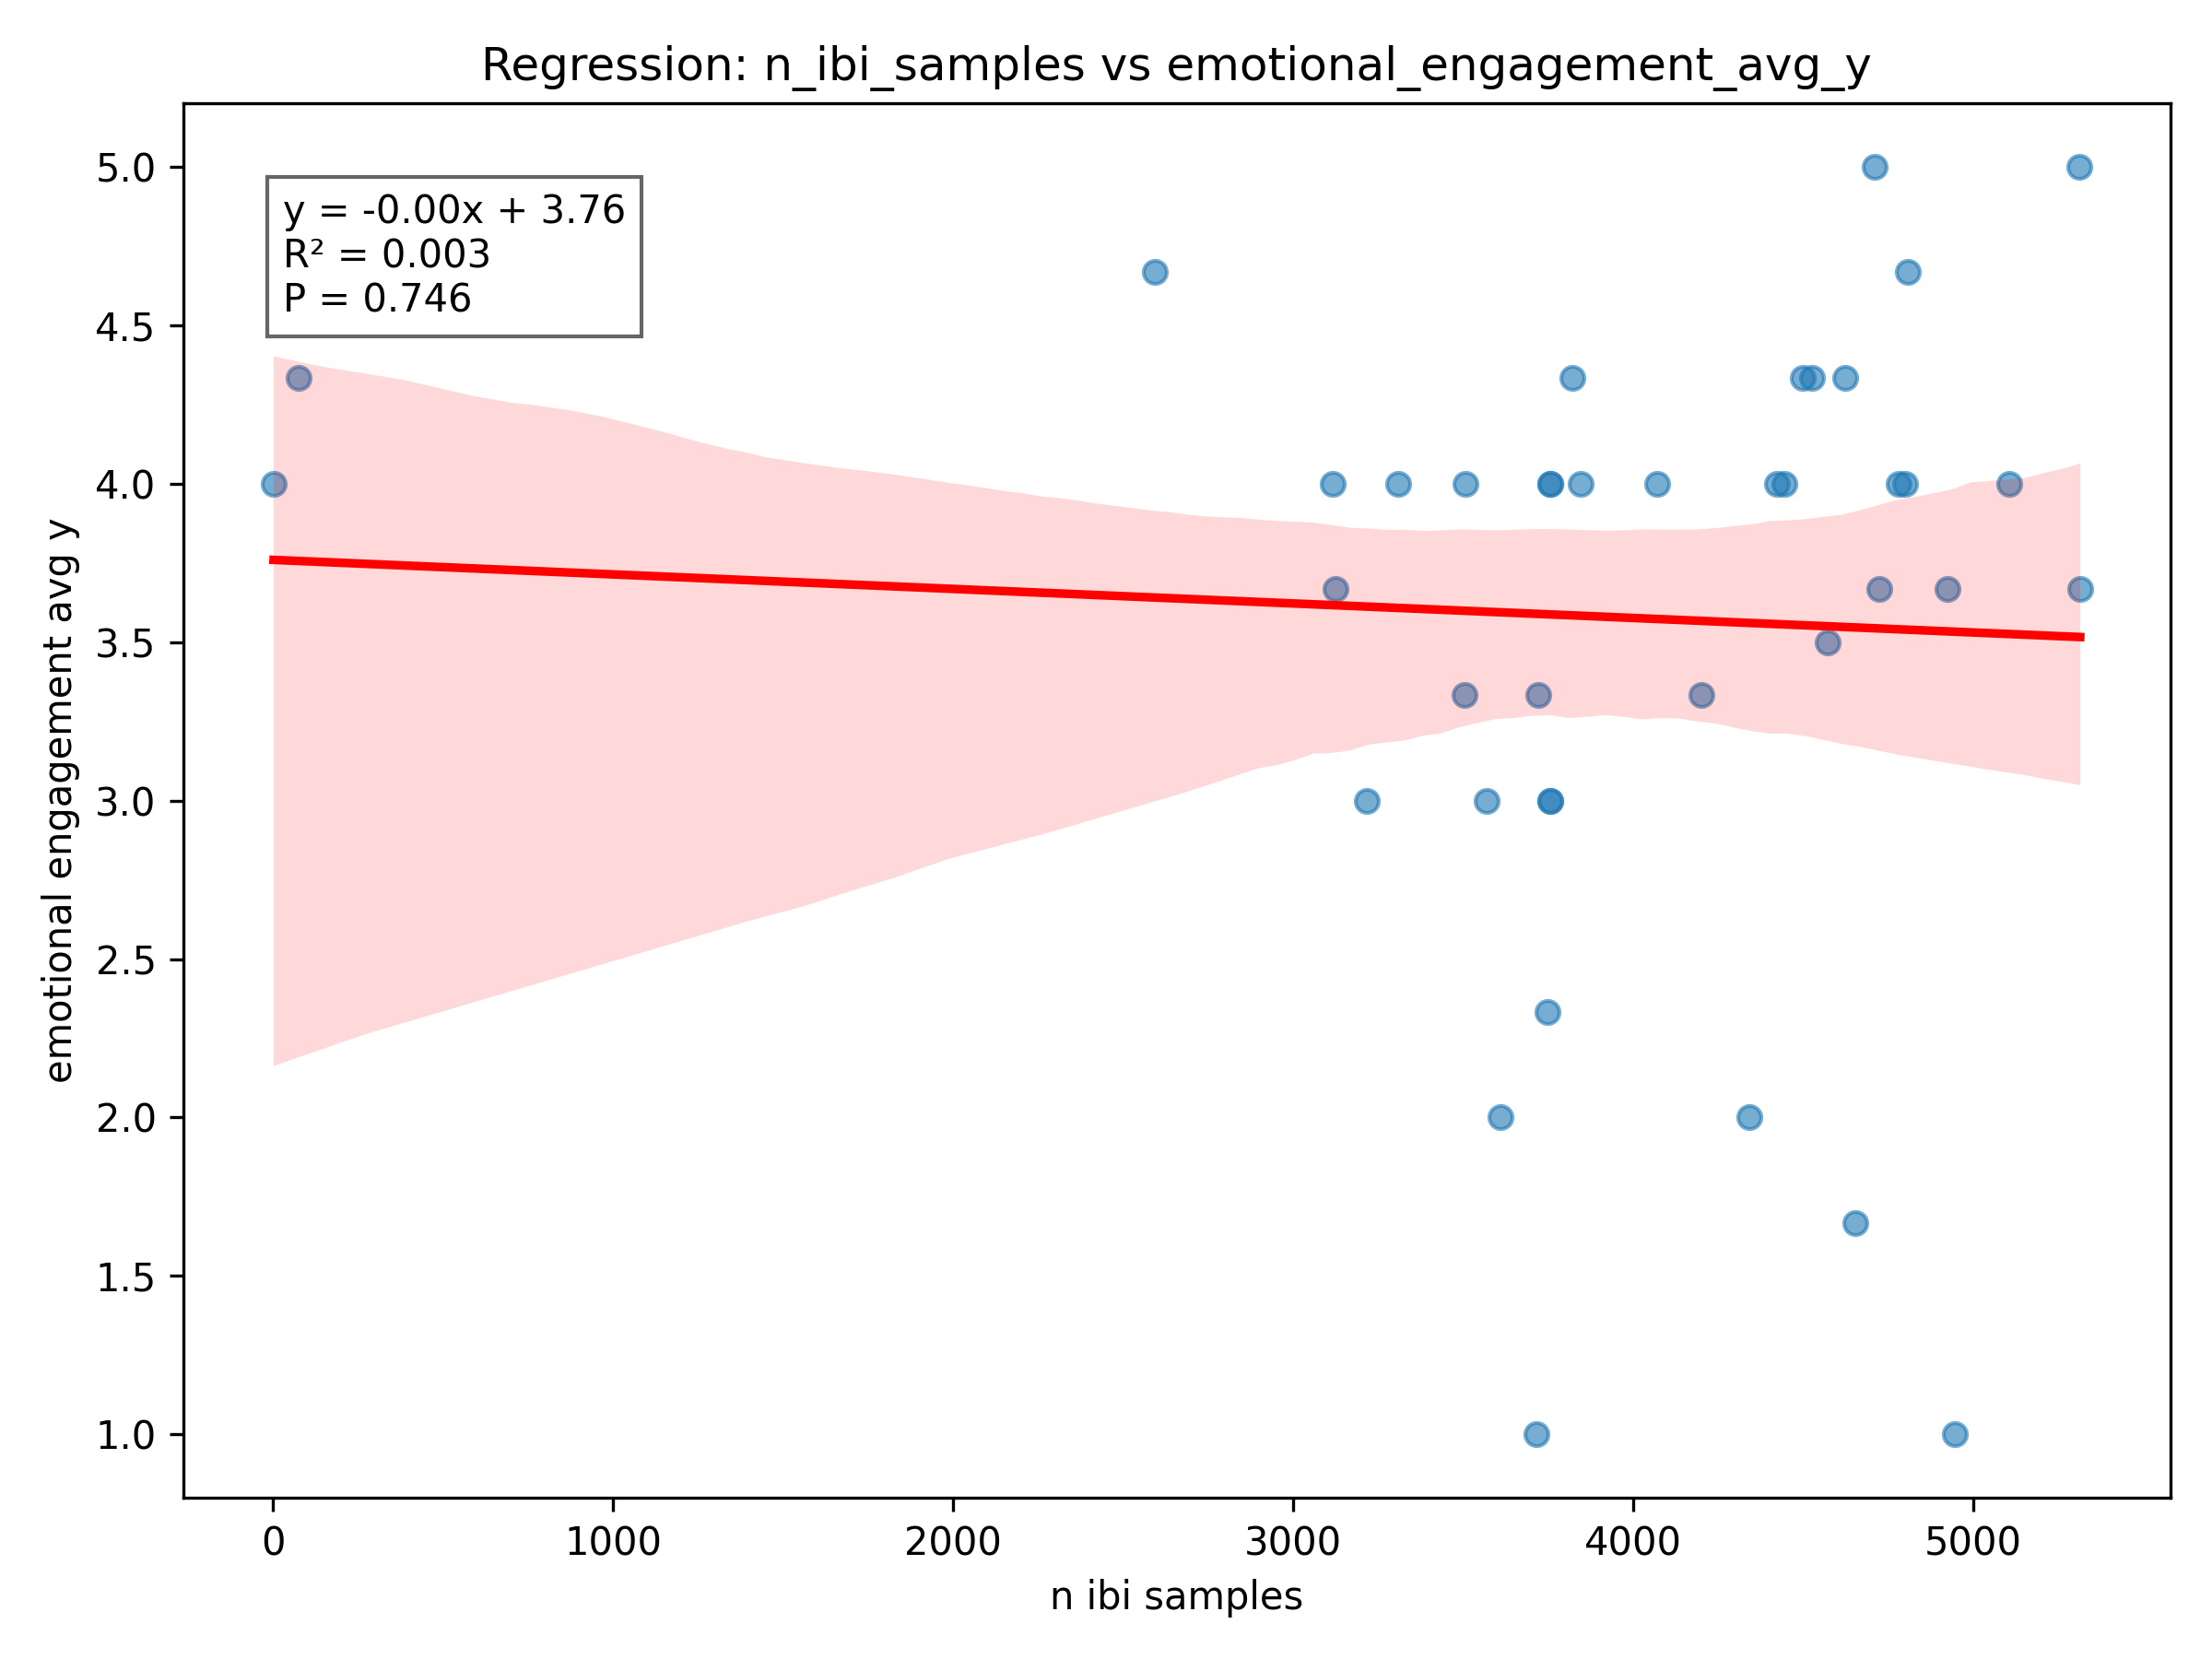 Regression: n_ibi_samples vs emotional_engagement_avg_y
y = -0.00x + 3.76
R² = 0.003
P = 0.746
5.0
4.5
4.0
3.5
3.0
2.5
2.0
1.5
1.0
emotional engagement avg y
0 1000 2000 3000 4000 5000
n ibi samples